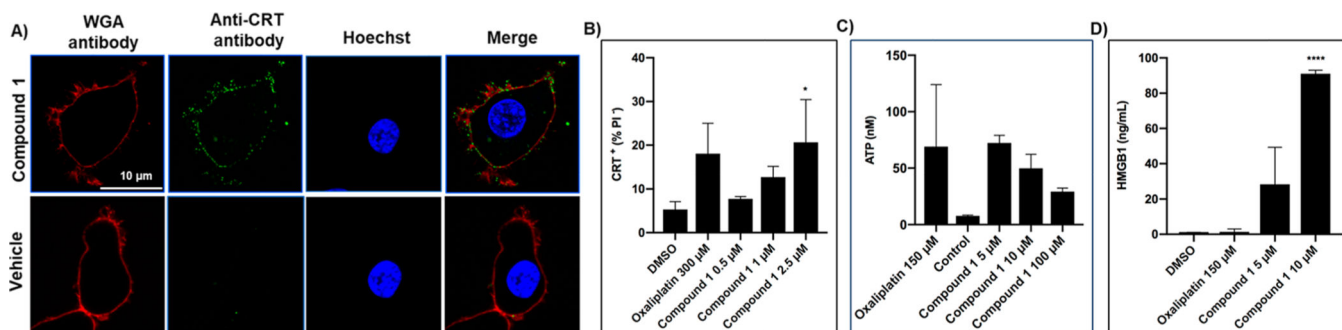 A)
WGA
antibody
Anti-CRT
antibody
Hoechst
Merge
Compound 1
10 µm
Vehicle
B)
CRT + (% PI -)
40
30
20
10
0
*
DMSO
Oxaliplatin 300 µM
Compound 1 0.5 µM
Compound 1 1 µM
Compound 1 2.5 µM
C)
ATP (nM)
150
100
50
0
Oxaliplatin 150 µM
Control
Compound 1 5 µM
Compound 1 10 µM
Compound 1 100 µM
D)
HMGB1 (ng/mL)
100
80
60
40
20
0
****
DMSO
Oxaliplatin 150 µM
Compound 1 5 µM
Compound 1 10 µM